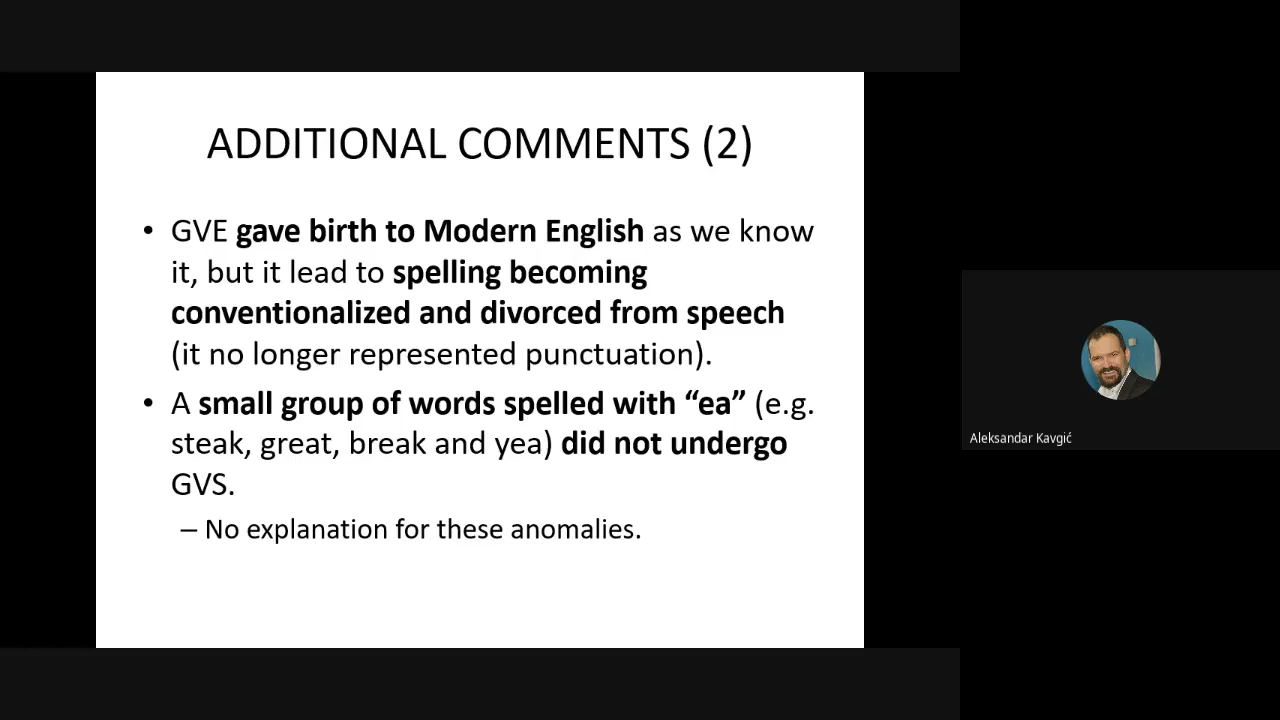 ADDITIONAL COMMENTS (2)
• GVE gave birth to Modern English as we know
it, but it lead to spelling becoming
conventionalized and divorced from speech
(it no longer represented punctuation).
• A small group of words spelled with “ea” (e.g.
steak, great, break and yea) did not undergo
GVS.
– No explanation for these anomalies.
Aleksandar Kavgić